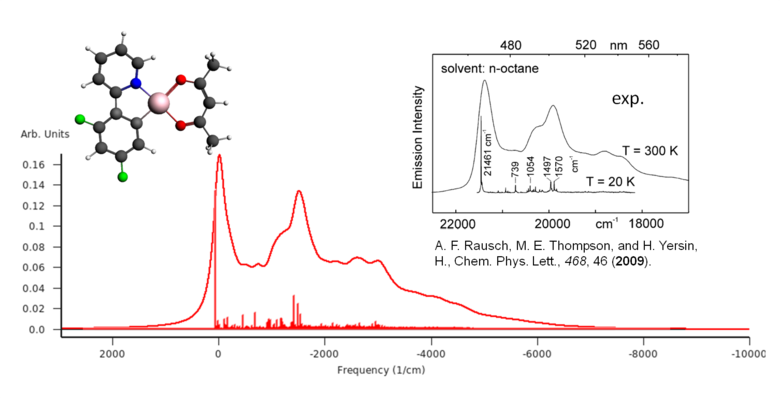 480 520 nm 560
solvent: n-octane
exp.
Emission Intensity
21461 cm⁻¹
739
1054
1497
1570
cm⁻¹
T = 300 K
T = 20 K
22000 20000 cm⁻¹ 18000
A. F. Rausch, M. E. Thompson, and H. Yersin,
H., Chem. Phys. Lett., 468, 46 (2009).
Arb. Units
0.16
0.14
0.12
0.1
0.08
0.06
0.04
0.02
0.0
2000 0 -2000 -4000 -6000 -8000 -10000
Frequency (1/cm)